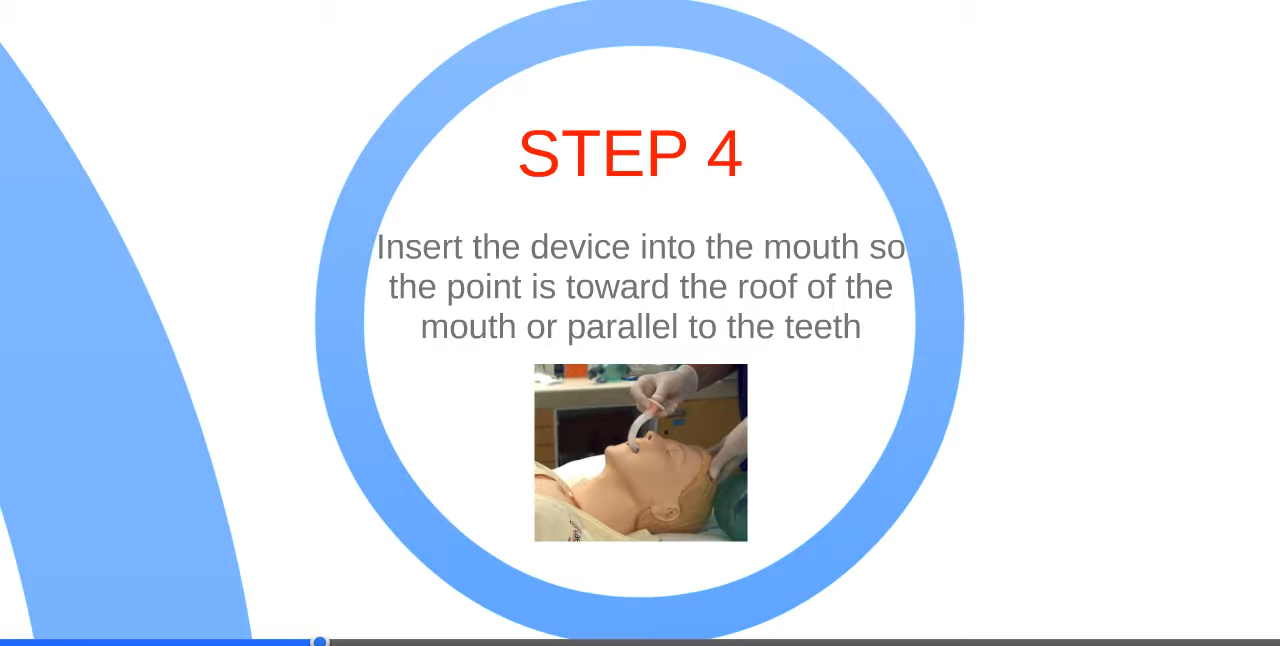 STEP 4
Insert the device into the mouth so
the point is toward the roof of the
mouth or parallel to the teeth